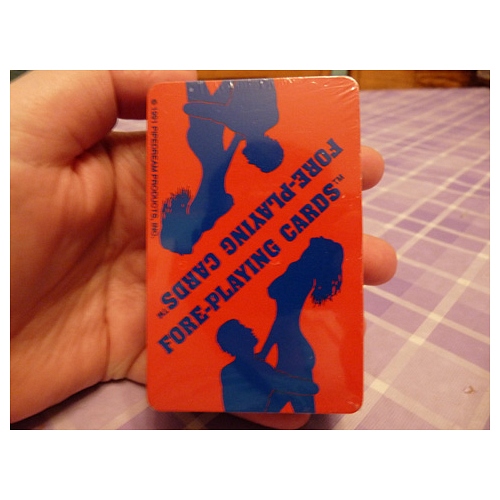 © 1991 PIPEDREAM PRODUCTS, INC.
FORE-PLAYING CARDS™
FORE-PLAYING CARDS™